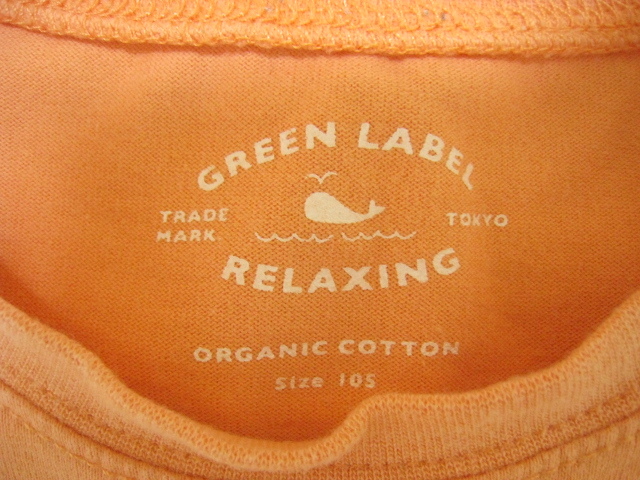 GREEN LABEL
TRADE
MARK.
TOKYO
RELAXING
ORGANIC COTTON
Size 105